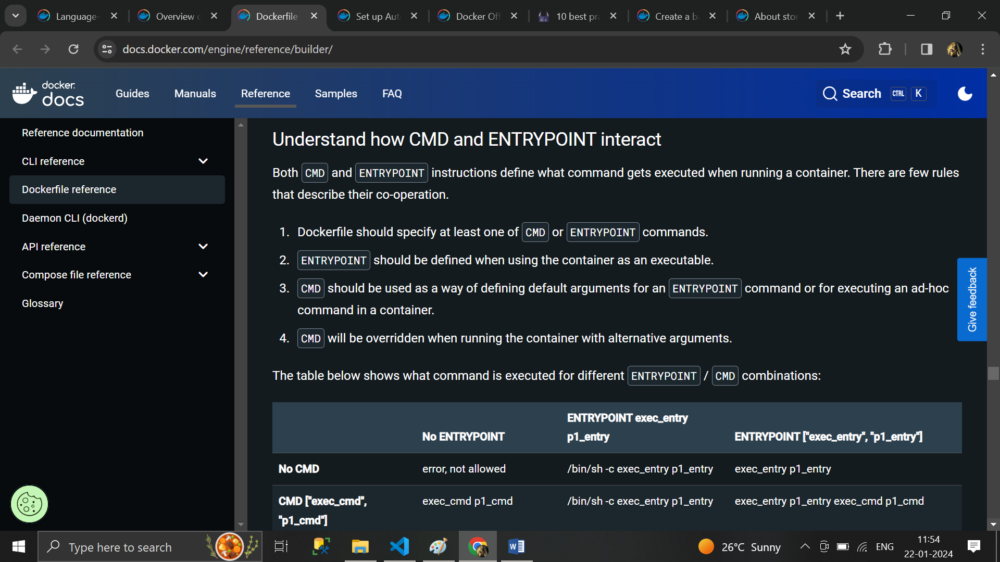 Language-
Overview c
Dockerfile
Set up Aut
Docker Off
10 best pra
Create a ba
About stor
docs.docker.com/engine/reference/builder/
docker
docs
Guides
Manuals
Reference
Samples
FAQ
Search
CTRL
K
Reference documentation
CLI reference
Dockerfile reference
Daemon CLI (dockerd)
API reference
Compose file reference
Glossary
Understand how CMD and ENTRYPOINT interact
Both CMD and ENTRYPOINT instructions define what command gets executed when running a container. There are few rules
that describe their co-operation.
1. Dockerfile should specify at least one of CMD or ENTRYPOINT commands.
2. ENTRYPOINT should be defined when using the container as an executable.
3. CMD should be used as a way of defining default arguments for an ENTRYPOINT command or for executing an ad-hoc
command in a container.
4. CMD will be overridden when running the container with alternative arguments.
The table below shows what command is executed for different ENTRYPOINT / CMD combinations:
No ENTRYPOINT
ENTRYPOINT exec_entry
p1_entry
ENTRYPOINT ["exec_entry", "p1_entry"]
No CMD
error, not allowed
/bin/sh -c exec_entry p1_entry
exec_entry p1_entry
CMD ["exec_cmd",
"p1_cmd"]
exec_cmd p1_cmd
/bin/sh -c exec_entry p1_entry
exec_entry p1_entry exec_cmd p1_cmd
Give feedback
Type here to search
26°C Sunny
ENG
11:54
22-01-2024